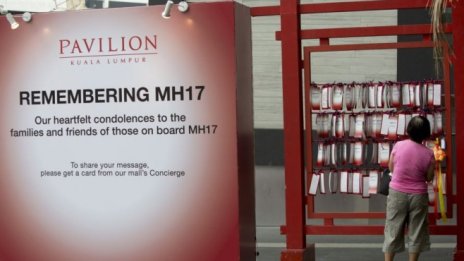 PAVILION
KUALA LUMPUR
REMEMBERING MH17
Our heartfelt condolences to the
families and friends of those on board MH17
To share your message,
please get a card from our mall's Concierge